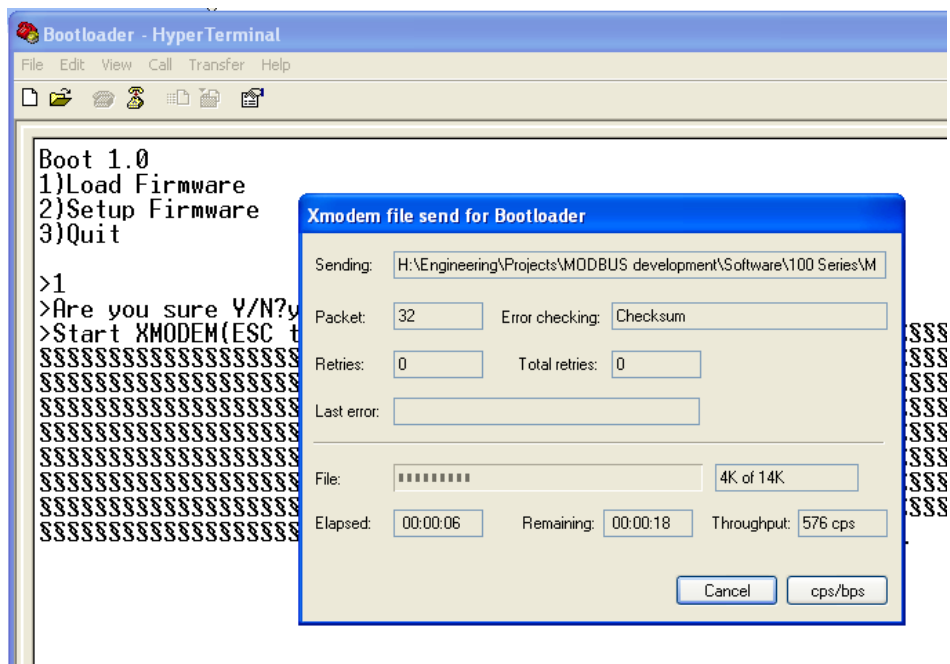 Bootloader - HyperTerminal
File Edit View Call Transfer Help
Boot 1.0
1)Load Firmware
2)Setup Firmware
3)Quit
>1
>Are you sure Y/N?y
>Start XMODEM(ESC t
Xmodem file send for Bootloader
Sending: H:\Engineering\Projects\MODBUS development\Software\100 Series\M
Packet: 32 Error checking: Checksum
Retries: 0 Total retries: 0
Last error:
File: 4K of 14K
Elapsed: 00:00:06 Remaining: 00:00:18 Throughput: 576 cps
Cancel cps/bps